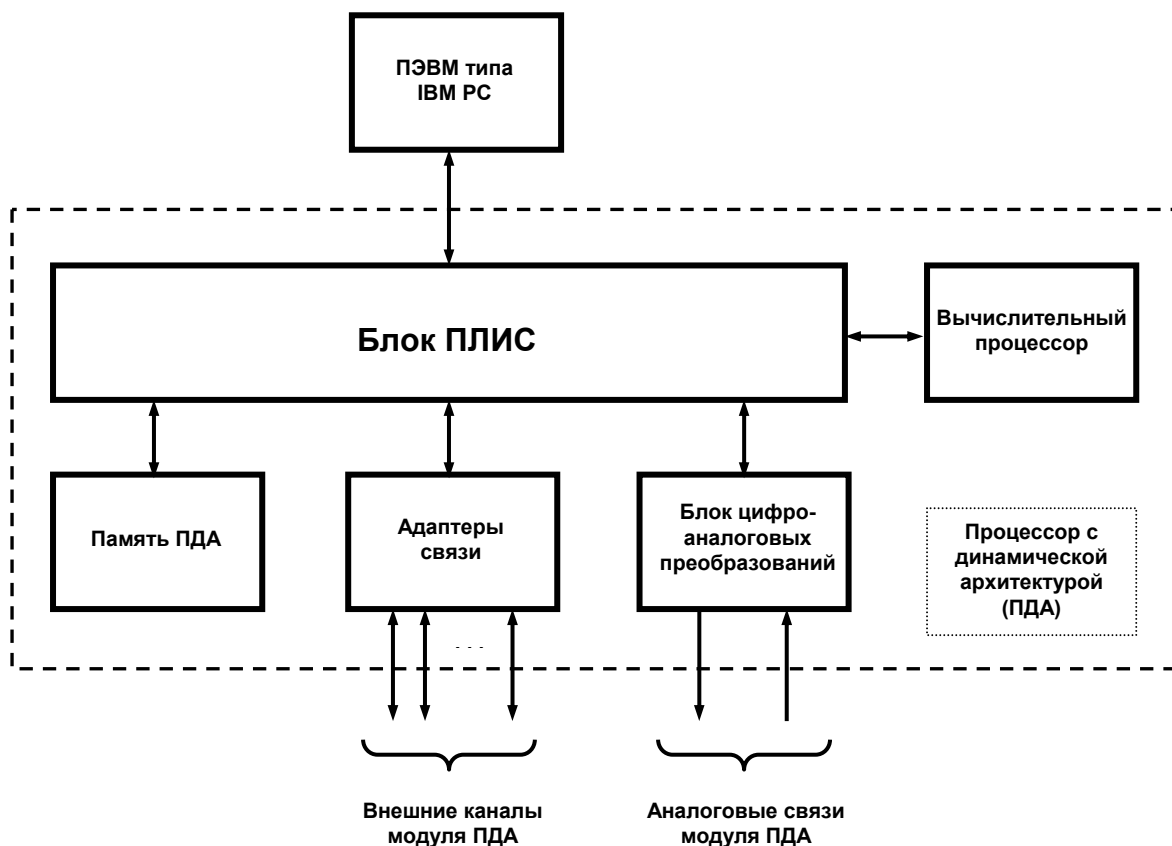 ПЭВМ типа
IBM PC
Блок ПЛИС
Вычислительный
процессор
Память ПДА
Адаптеры
связи
Блок цифро-
аналоговых
преобразований
Процессор с
динамической
архитектурой
(ПДА)
. . .
Внешние каналы
модуля ПДА
Аналоговые связи
модуля ПДА